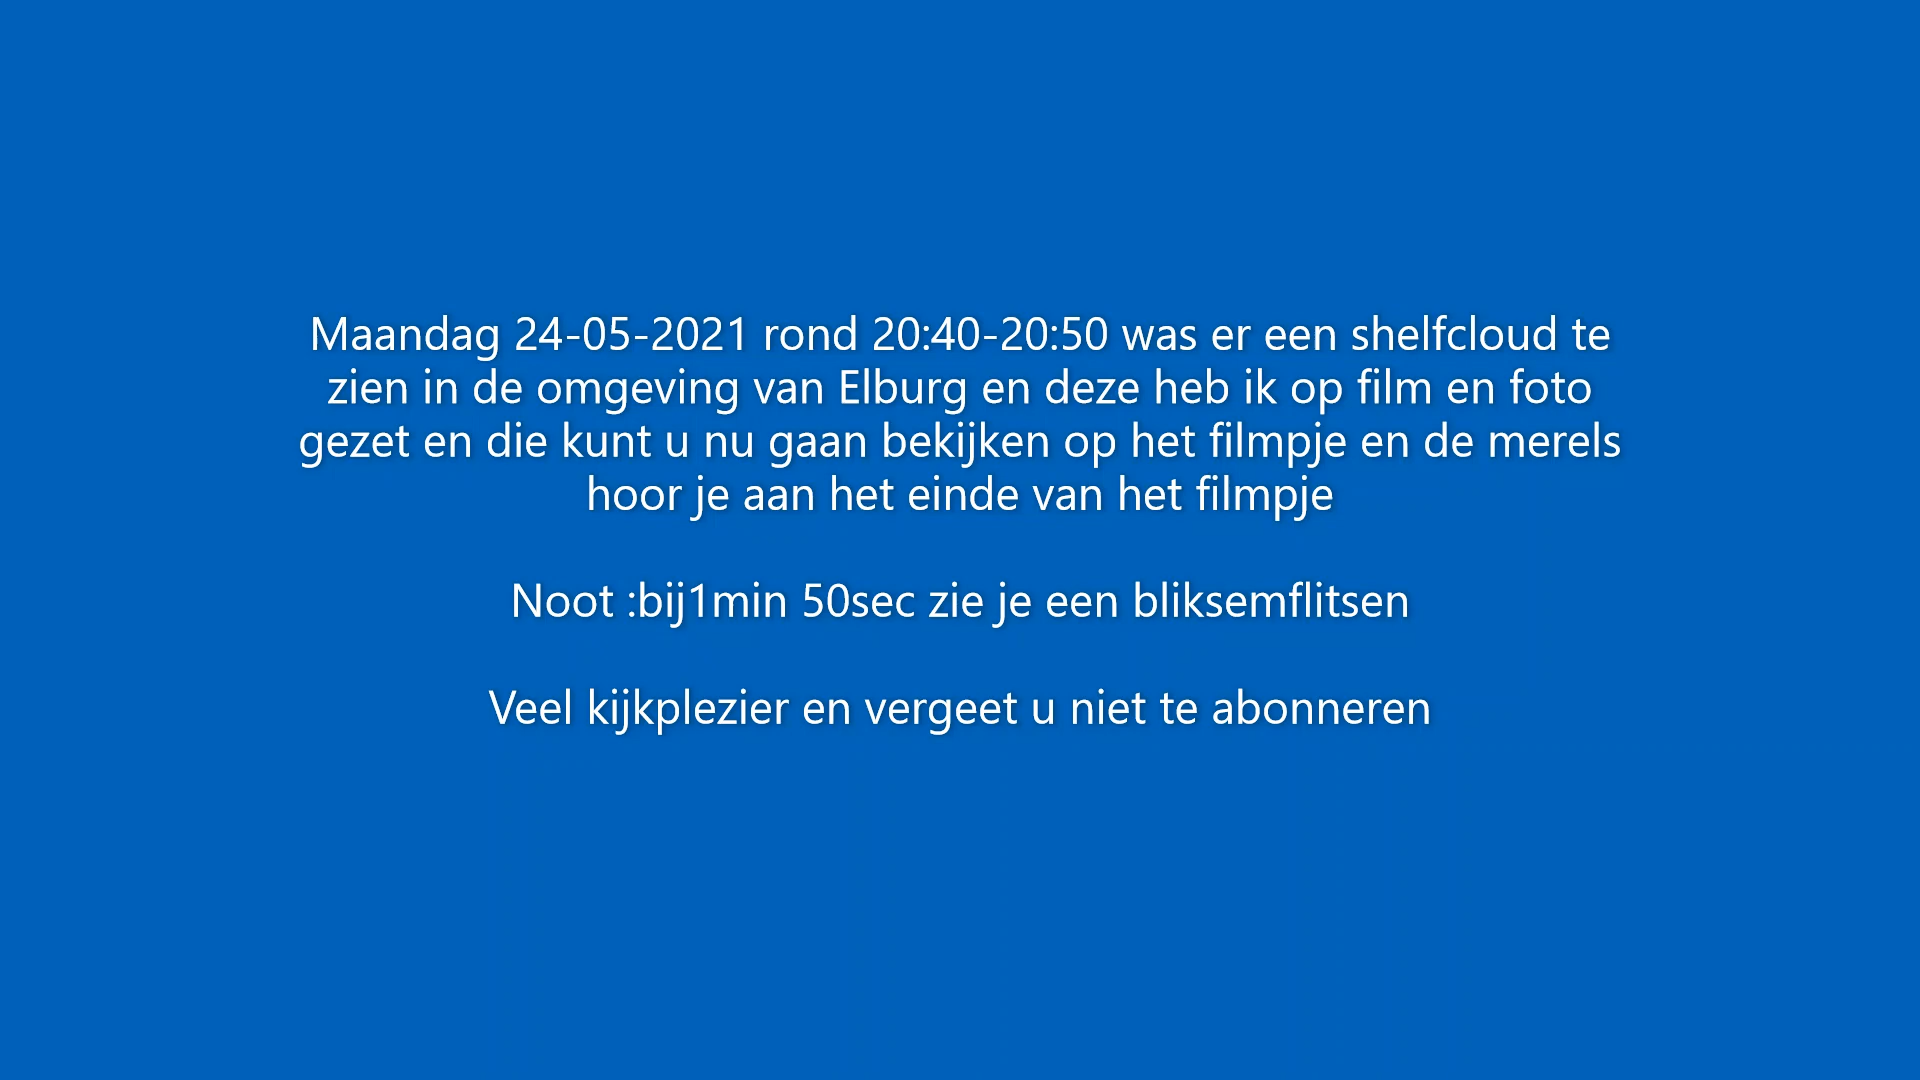 Maandag 24-05-2021 rond 20:40-20:50 was er een shelfcloud te
zien in de omgeving van Elburg en deze heb ik op film en foto
gezet en die kunt u nu gaan bekijken op het filmpje en de merels
hoor je aan het einde van het filmpje
Noot :bij1min 50sec zie je een bliksemflitsen
Veel kijkplezier en vergeet u niet te abonneren